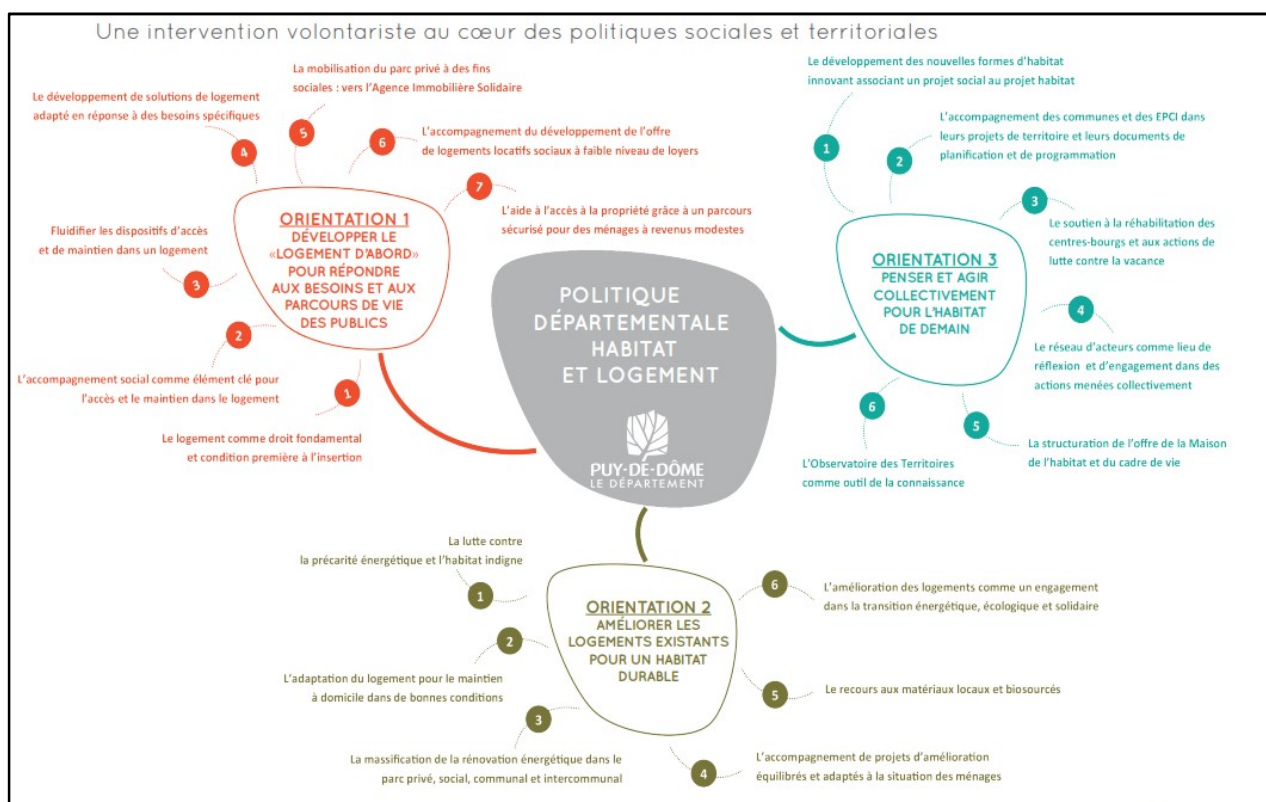 Une intervention volontariste au cœur des politiques sociales et territoriales
ORIENTATION 1
DÉVELOPPER LE
«LOGEMENT D'ABORD»
POUR RÉPONDRE
AUX BESOINS ET AUX
PARCOURS DE VIE
DES PUBLICS
1
Le logement comme droit fondamental
et condition première à l'insertion
2
L'accompagnement social comme élément clé pour
l'accès et le maintien dans le logement
3
Fluidifier les dispositifs d'accès
et de maintien dans un logement
4
Le développement de solutions de logement
adapté en réponse à des besoins spécifiques
5
La mobilisation du parc privé à des fins
sociales : vers l'Agence Immobilière Solidaire
6
L'accompagnement du développement de l'offre
de logements locatifs sociaux à faible niveau de loyers
7
L'aide à l'accès à la propriété grâce à un parcours
sécurisé pour des ménages à revenus modestes
POLITIQUE
DÉPARTEMENTALE
HABITAT
ET LOGEMENT
PUY-DE-DÔME
LE DÉPARTEMENT
ORIENTATION 3
PENSER ET AGIR
COLLECTIVEMENT
POUR L'HABITAT
DE DEMAIN
1
Le développement des nouvelles formes d'habitat
innovant associant un projet social au projet habitat
2
L'accompagnement des communes et des EPCI dans
leurs projets de territoire et leurs documents de
planification et de programmation
3
Le soutien à la réhabilitation des
centres-bourgs et aux actions de
lutte contre la vacance
4
Le réseau d'acteurs comme lieu de
réflexion et d'engagement dans des
actions menées collectivement
5
La structuration de l'offre de la Maison
de l'habitat et du cadre de vie
6
L'Observatoire des Territoires
comme outil de la connaissance
ORIENTATION 2
AMÉLIORER LES
LOGEMENTS EXISTANTS
POUR UN HABITAT
DURABLE
1
La lutte contre
la précarité énergétique et l'habitat indigne
2
L'adaptation du logement pour le maintien
à domicile dans de bonnes conditions
3
La massification de la rénovation énergétique dans le
parc privé, social, communal et intercommunal
4
L'accompagnement de projets d'amélioration
équilibrés et adaptés à la situation des ménages
5
Le recours aux matériaux locaux et biosourcés
6
L'amélioration des logements comme un engagement
dans la transition énergétique, écologique et solidaire